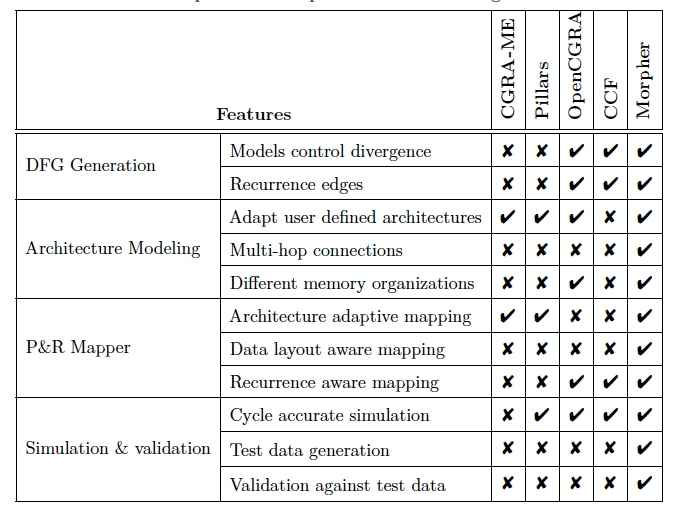 Features CGRA-ME Pillars OpenCGRA CCF Morpher
DFG Generation
Models control divergence ✘ ✘ ✔ ✔ ✔
Recurrence edges ✘ ✘ ✔ ✔ ✔
Architecture Modeling
Adapt user defined architectures ✔ ✔ ✔ ✘ ✔
Multi-hop connections ✘ ✘ ✘ ✘ ✔
Different memory organizations ✘ ✘ ✔ ✘ ✔
P&R Mapper
Architecture adaptive mapping ✔ ✔ ✘ ✘ ✔
Data layout aware mapping ✘ ✘ ✘ ✘ ✔
Recurrence aware mapping ✘ ✘ ✔ ✔ ✔
Simulation & validation
Cycle accurate simulation ✘ ✔ ✔ ✔ ✔
Test data generation ✘ ✘ ✘ ✘ ✔
Validation against test data ✘ ✘ ✘ ✘ ✔